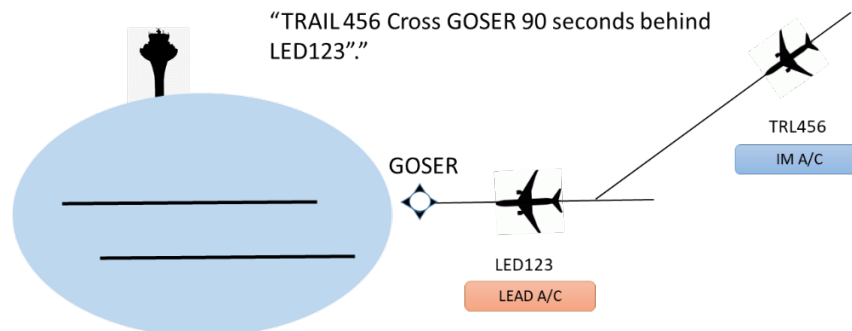 “TRAIL 456 Cross GOSER 90 seconds behind
LED123”.”
TRL456
IM A/C
GOSER
LED123
LEAD A/C